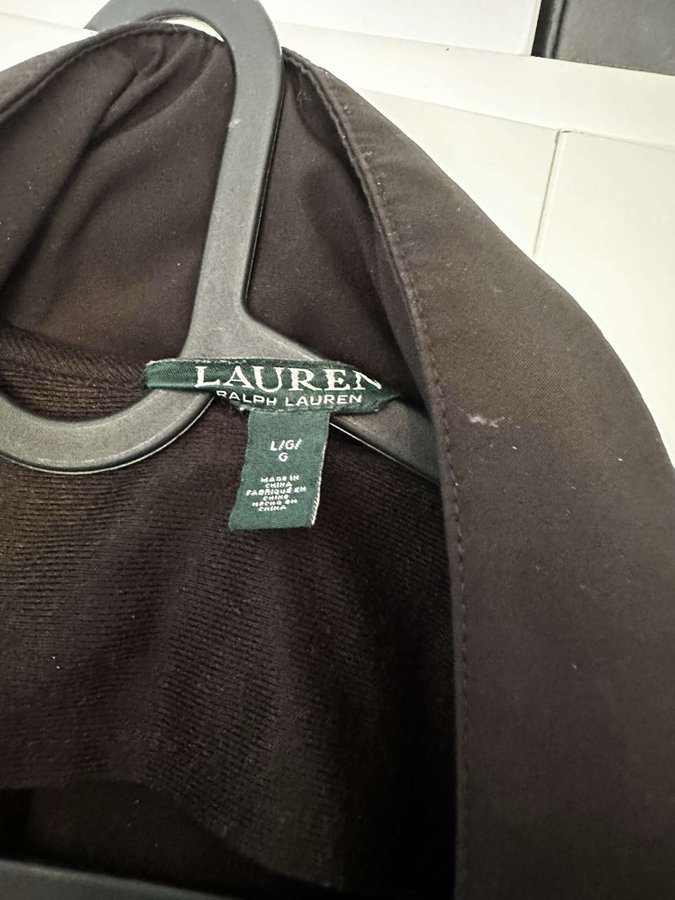 LAUREN
RALPH LAUREN
L/G/
G
MADE IN
CHINA
FABRIQUÉ EN
CHINE
HECHO EN
CHINA